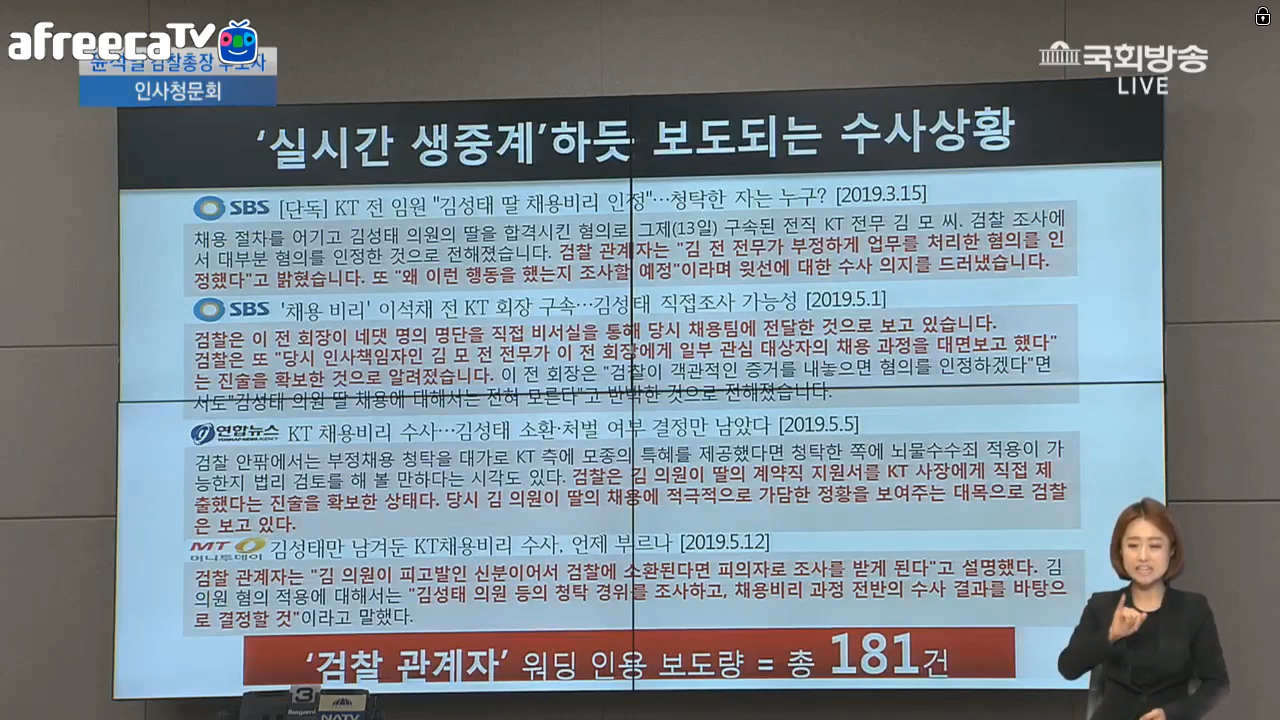 afreecaTV
윤석열 검찰총장 후보자
인사청문회
국회방송
LIVE
'실시간 생중계'하듯 보도되는 수사상황
SBS [단독] KT 전 임원 "김성태 딸 채용비리 인정"…청탁한 자는 누구? [2019.3.15]
채용 절차를 어기고 김성태 의원의 딸을 합격시킨 혐의로 그제(13일) 구속된 전직 KT 전무 김 모 씨. 검찰 조사에
서 대부분 혐의를 인정한 것으로 전해졌습니다. 검찰 관계자는 "김 전 전무가 부정하게 업무를 처리한 혐의를 인
정했다"고 밝혔습니다. 또 "왜 이런 행동을 했는지 조사할 예정"이라며 윗선에 대한 수사 의지를 드러냈습니다.
SBS '채용 비리' 이석채 전 KT 회장 구속…김성태 직접조사 가능성 [2019.5.1]
검찰은 이 전 회장이 네댓 명의 명단을 직접 비서실을 통해 당시 채용팀에 전달한 것으로 보고 있습니다.
검찰은 또 "당시 인사책임자인 김 모 전 전무가 이 전 회장에게 일부 관심 대상자의 채용 과정을 대면보고 했다"
는 진술을 확보한 것으로 알려졌습니다. 이 전 회장은 "검찰이 객관적인 증거를 내놓으면 혐의를 인정하겠다"면
서도"김성태 의원 딸 채용에 대해서는 전혀 모른다"고 반박한 것으로 전해졌습니다.
연합뉴스 KT 채용비리 수사…김성태 소환·처벌 여부 결정만 남았다 [2019.5.5]
YONHAP NEWS AGENCY
검찰 안팎에서는 부정채용 청탁을 대가로 KT 측에 모종의 특혜를 제공했다면 청탁한 쪽에 뇌물수수죄 적용이 가
능한지 법리 검토를 해 볼 만하다는 시각도 있다. 검찰은 김 의원이 딸의 계약직 지원서를 KT 사장에게 직접 제
출했다는 진술을 확보한 상태다. 당시 김 의원이 딸의 채용에 적극적으로 가담한 정황을 보여주는 대목으로 검찰
은 보고 있다.
MT 머니투데이 김성태만 남겨둔 KT채용비리 수사, 언제 부르나 [2019.5.12]
검찰 관계자는 "김 의원이 피고발인 신분이어서 검찰에 소환된다면 피의자로 조사를 받게 된다"고 설명했다. 김
의원 혐의 적용에 대해서는 "김성태 의원 등의 청탁 경위를 조사하고, 채용비리 과정 전반의 수사 결과를 바탕으
로 결정할 것"이라고 말했다.
'검찰 관계자' 워딩 인용 보도량 = 총 181건
3
Ikegami
NATV